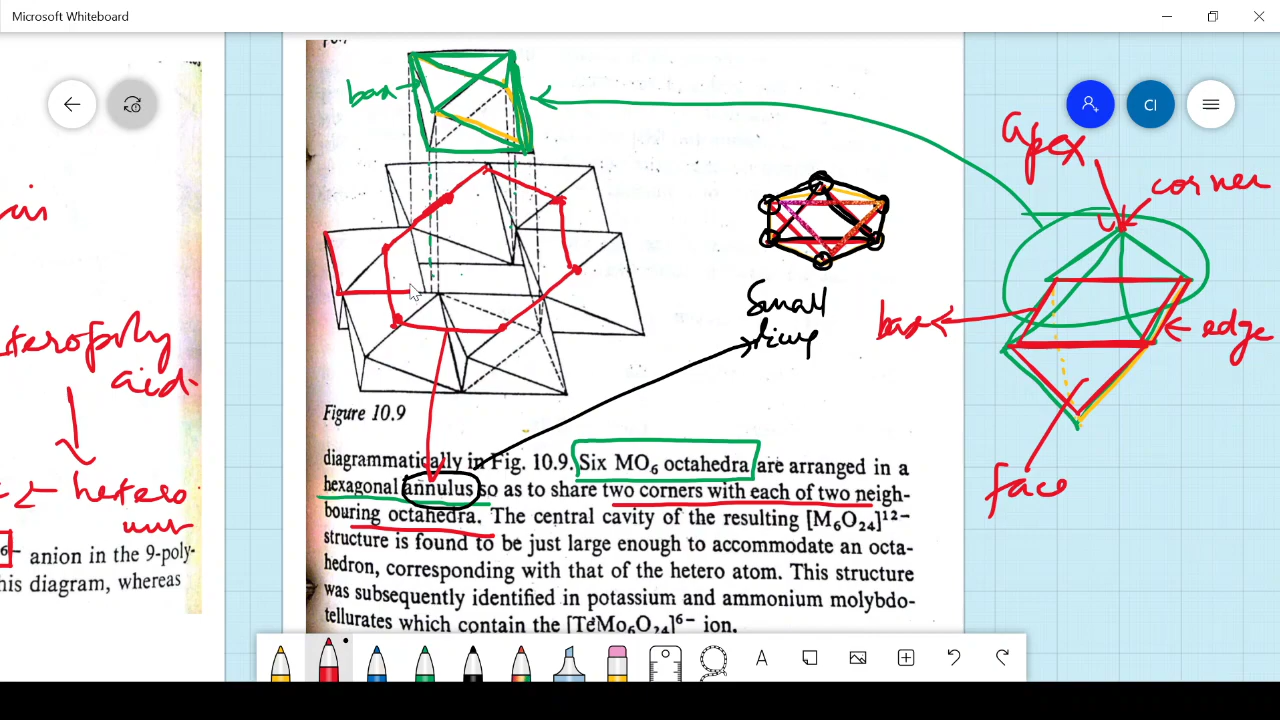 Microsoft Whiteboard
base
apex
corner
CI
base
edge
face
Small
Ring
in
heteropoly
acid.
hetero
anion in the 9-poly-
his diagram, whereas
Figure 10.9
diagrammatically in Fig. 10.9. Six MO₆ octahedra are arranged in a
hexagonal annulus so as to share two corners with each of two neigh-
bouring octahedra. The central cavity of the resulting [M₆O₂₄]¹²⁻
structure is found to be just large enough to accommodate an octa-
hedron, corresponding with that of the hetero atom. This structure
was subsequently identified in potassium and ammonium molybdo-
tellurates which contain the [TeMo₆O₂₄]⁶⁻ ion.
A